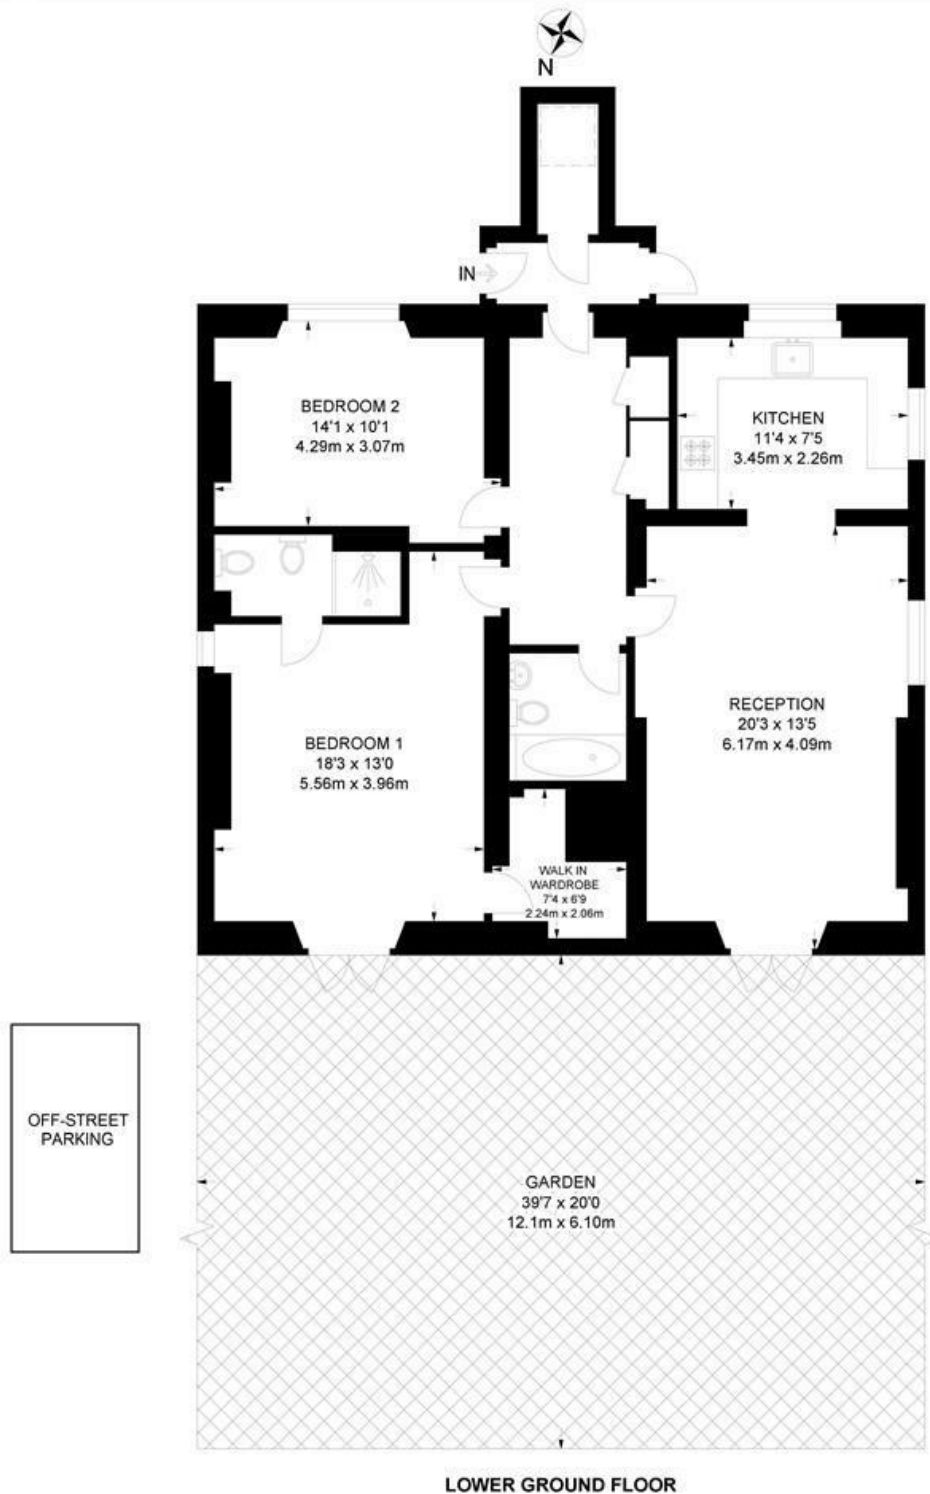 N
IN
BEDROOM 2
14'1 x 10'1
4.29m x 3.07m
KITCHEN
11'4 x 7'5
3.45m x 2.26m
RECEPTION
20'3 x 13'5
6.17m x 4.09m
BEDROOM 1
18'3 x 13'0
5.56m x 3.96m
WALK IN
WARDROBE
7'4 x 6'9
2.24m x 2.06m
OFF-STREET
PARKING
GARDEN
39'7 x 20'0
12.1m x 6.10m
LOWER GROUND FLOOR